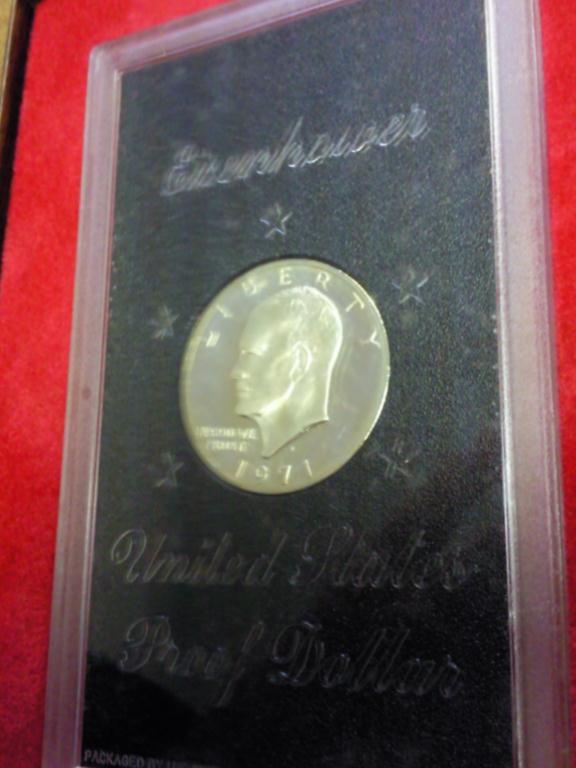 Eisenhower
LIBERTY
IN GOD WE
TRUST
1971
United States
Proof Dollar
PACKAGED BY